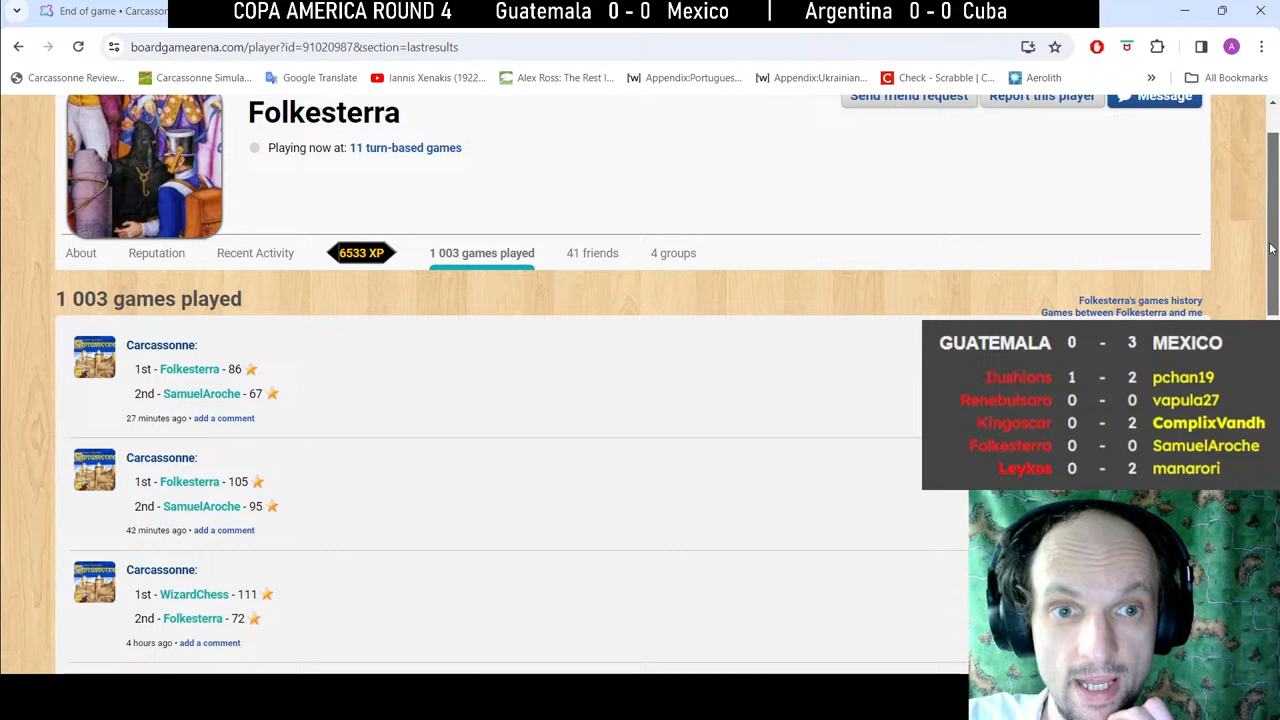 COPA AMERICA ROUND 4 Guatemala 0 - 0 Mexico | Argentina 0 - 0 Cuba
End of game • Carcasson
boardgamearena.com/player?id=91020987&section=lastresults
A
Carcassonne Review... Carcassonne Simula... Google Translate Iannis Xenakis (1922... Alex Ross: The Rest I... [w] Appendix:Portugues... [w] Appendix:Ukrainian... Check - Scrabble | C... Aerolith » All Bookmarks
Folkesterra
Send friend request Report this player Message
Playing now at: 11 turn-based games
About Reputation Recent Activity 6533 XP 1 003 games played 41 friends 4 groups
1 003 games played
Folkesterra's games history
Games between Folkesterra and me
Carcassonne:
1st - Folkesterra - 86
2nd - SamuelAroche - 67
27 minutes ago • add a comment
Carcassonne:
1st - Folkesterra - 105
2nd - SamuelAroche - 95
42 minutes ago • add a comment
Carcassonne:
1st - WizardChess - 111
2nd - Folkesterra - 72
4 hours ago • add a comment
GUATEMALA 0 - 3 MEXICO
Ilushions 1 - 2 pchan19
Renebulsara 0 - 0 vapula27
Kingoscar 0 - 2 ComplixVandh
Folkesterra 0 - 0 SamuelAroche
Leykos 0 - 2 manarori